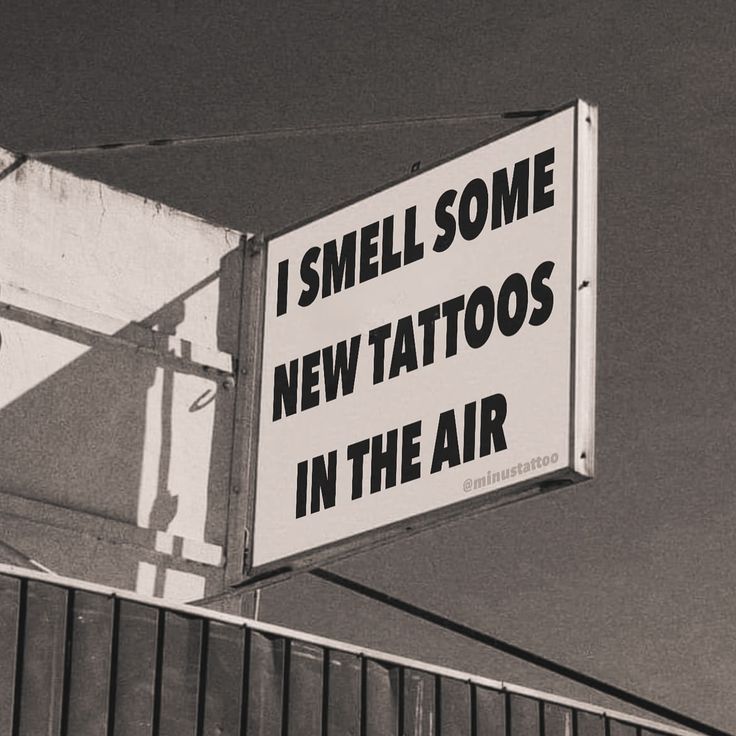 I SMELL SOME
NEW TATTOOS
IN THE AIR
@minustattoo